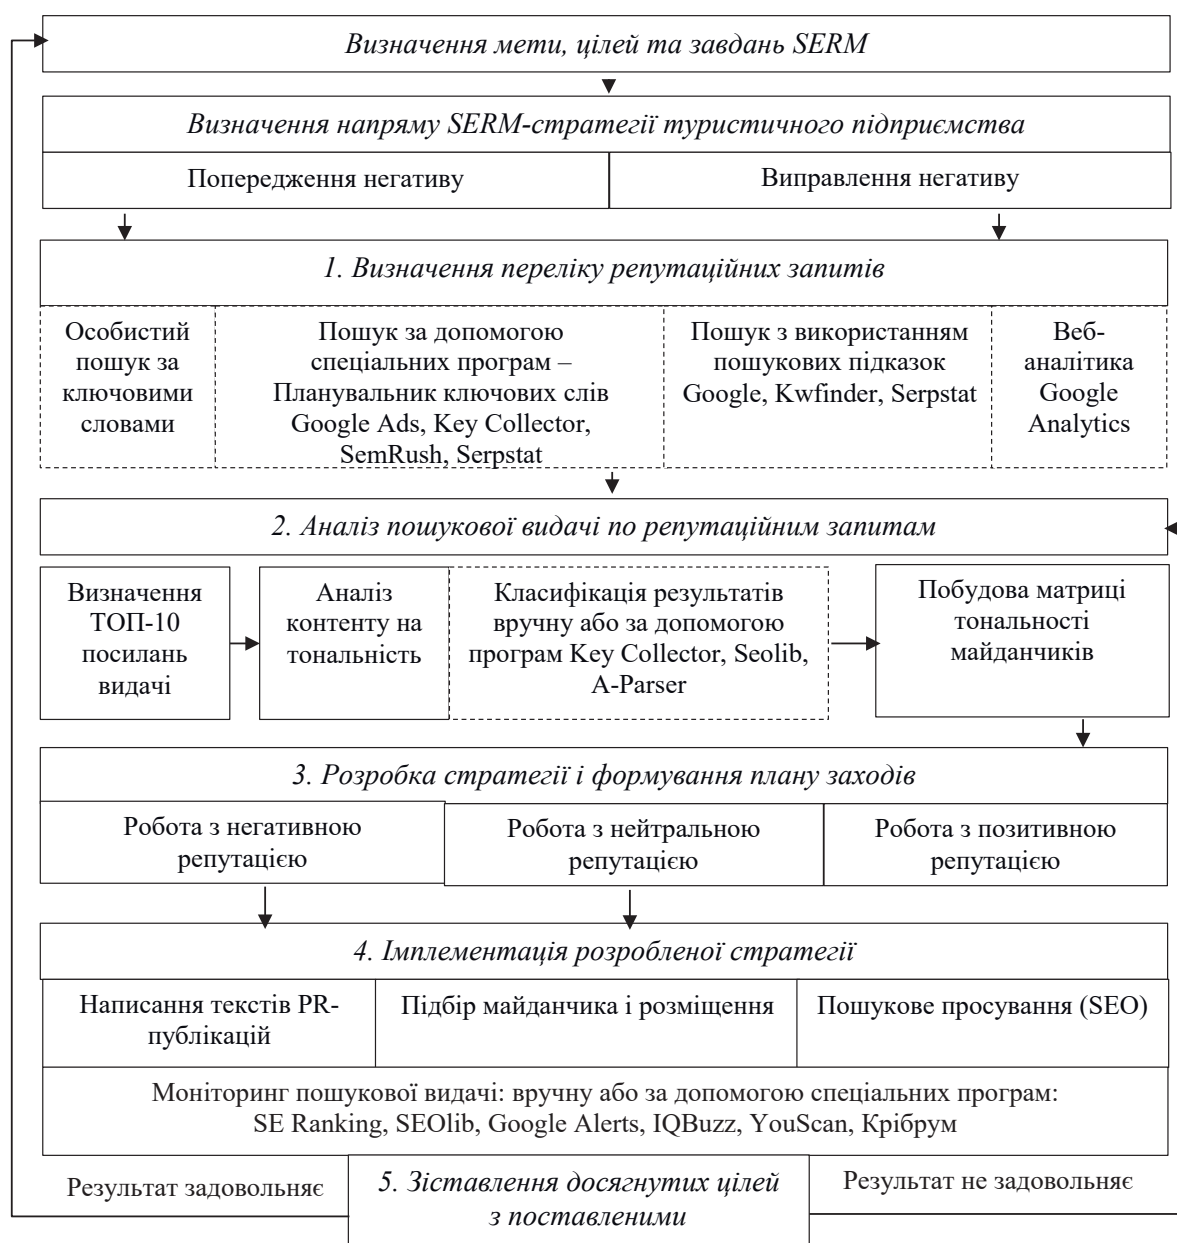 Визначення мети, цілей та завдань SERM
Визначення напряму SERM-стратегії туристичного підприємства
Попередження негативу
Виправлення негативу
1. Визначення переліку репутаційних запитів
Особистий
пошук за
ключовими
словами
Пошук за допомогою
спеціальних програм –
Планувальник ключових слів
Google Ads, Key Collector,
SemRush, Serpstat
Пошук з використанням
пошукових підказок
Google, Kwfinder, Serpstat
Веб-
аналітика
Google
Analytics
2. Аналіз пошукової видачі по репутаційним запитам
Визначення
ТОП-10
посилань
видачі
Аналіз
контенту на
тональність
Класифікація результатів
вручну або за допомогою
програм Key Collector, Seolib,
A-Parser
Побудова матриці
тональності
майданчиків
3. Розробка стратегії і формування плану заходів
Робота з негативною
репутацією
Робота з нейтральною
репутацією
Робота з позитивною
репутацією
4. Імплементація розробленої стратегії
Написання текстів PR-
публікацій
Підбір майданчика і розміщення
Пошукове просування (SEO)
Моніторинг пошукової видачі: вручну або за допомогою спеціальних програм:
SE Ranking, SEOlib, Google Alerts, IQBuzz, YouScan, Крібрум
Результат задовольняє
5. Зіставлення досягнутих цілей
з поставленими
Результат не задовольняє